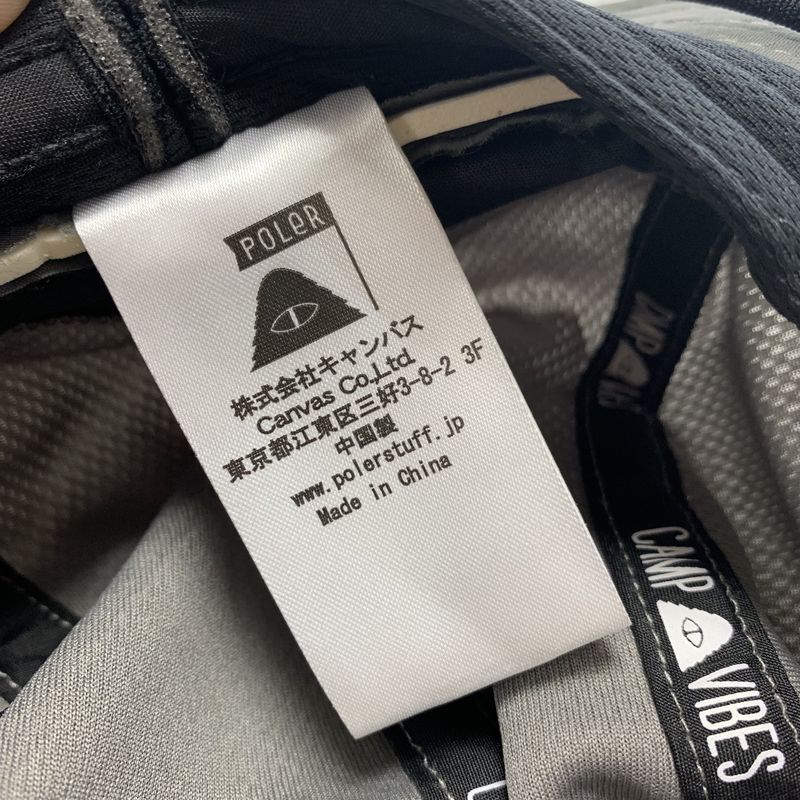 POLER
株式会社キャンバス
Canvas Co.,Ltd.
東京都江東区三好3-8-2 3F
中国製
www.polerstuff.jp
Made in China
CAMP VIBES